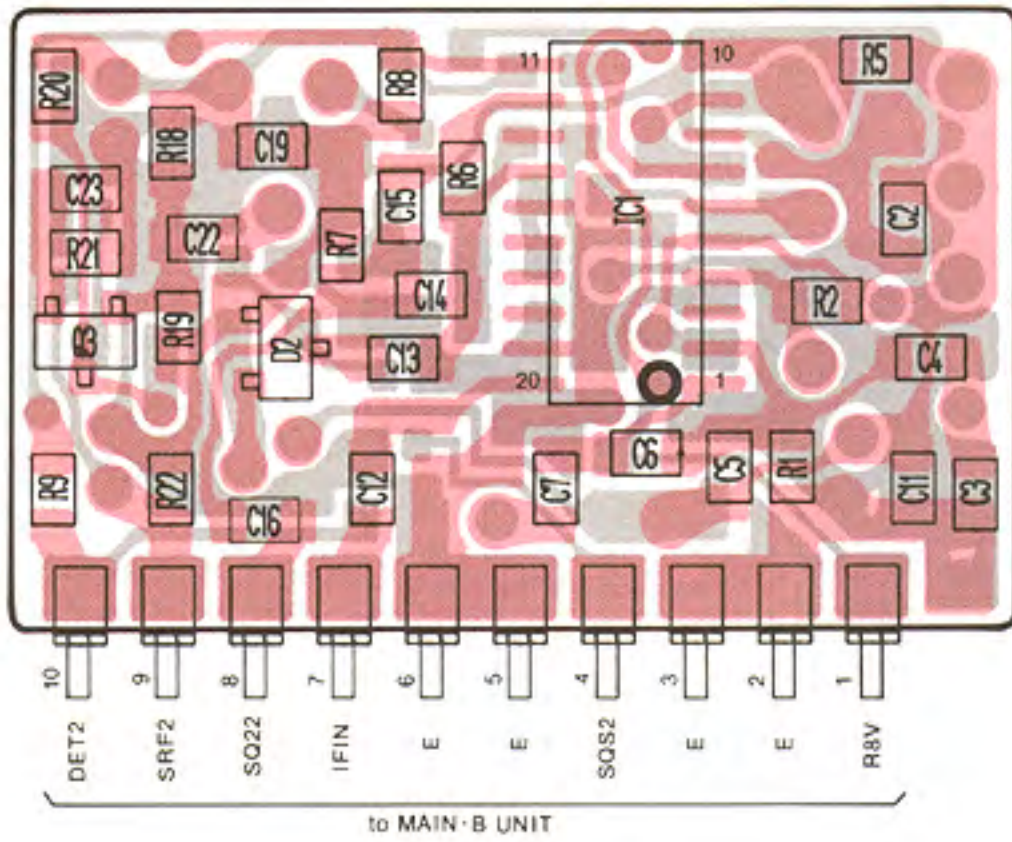 R20
R8
11
10
R5
R18
C19
R6
C23
C15
IC1
C2
R21
C22
R7
C14
R2
Q3
R19
D2
C13
C4
20
1
R9
R22
C16
C12
C7
C6
C5
R1
C11
C3
10 9 8 7 6 5 4 3 2 1
DET2 SRF2 SQ22 IFIN E E SQS2 E E R8V
to MAIN·B UNIT